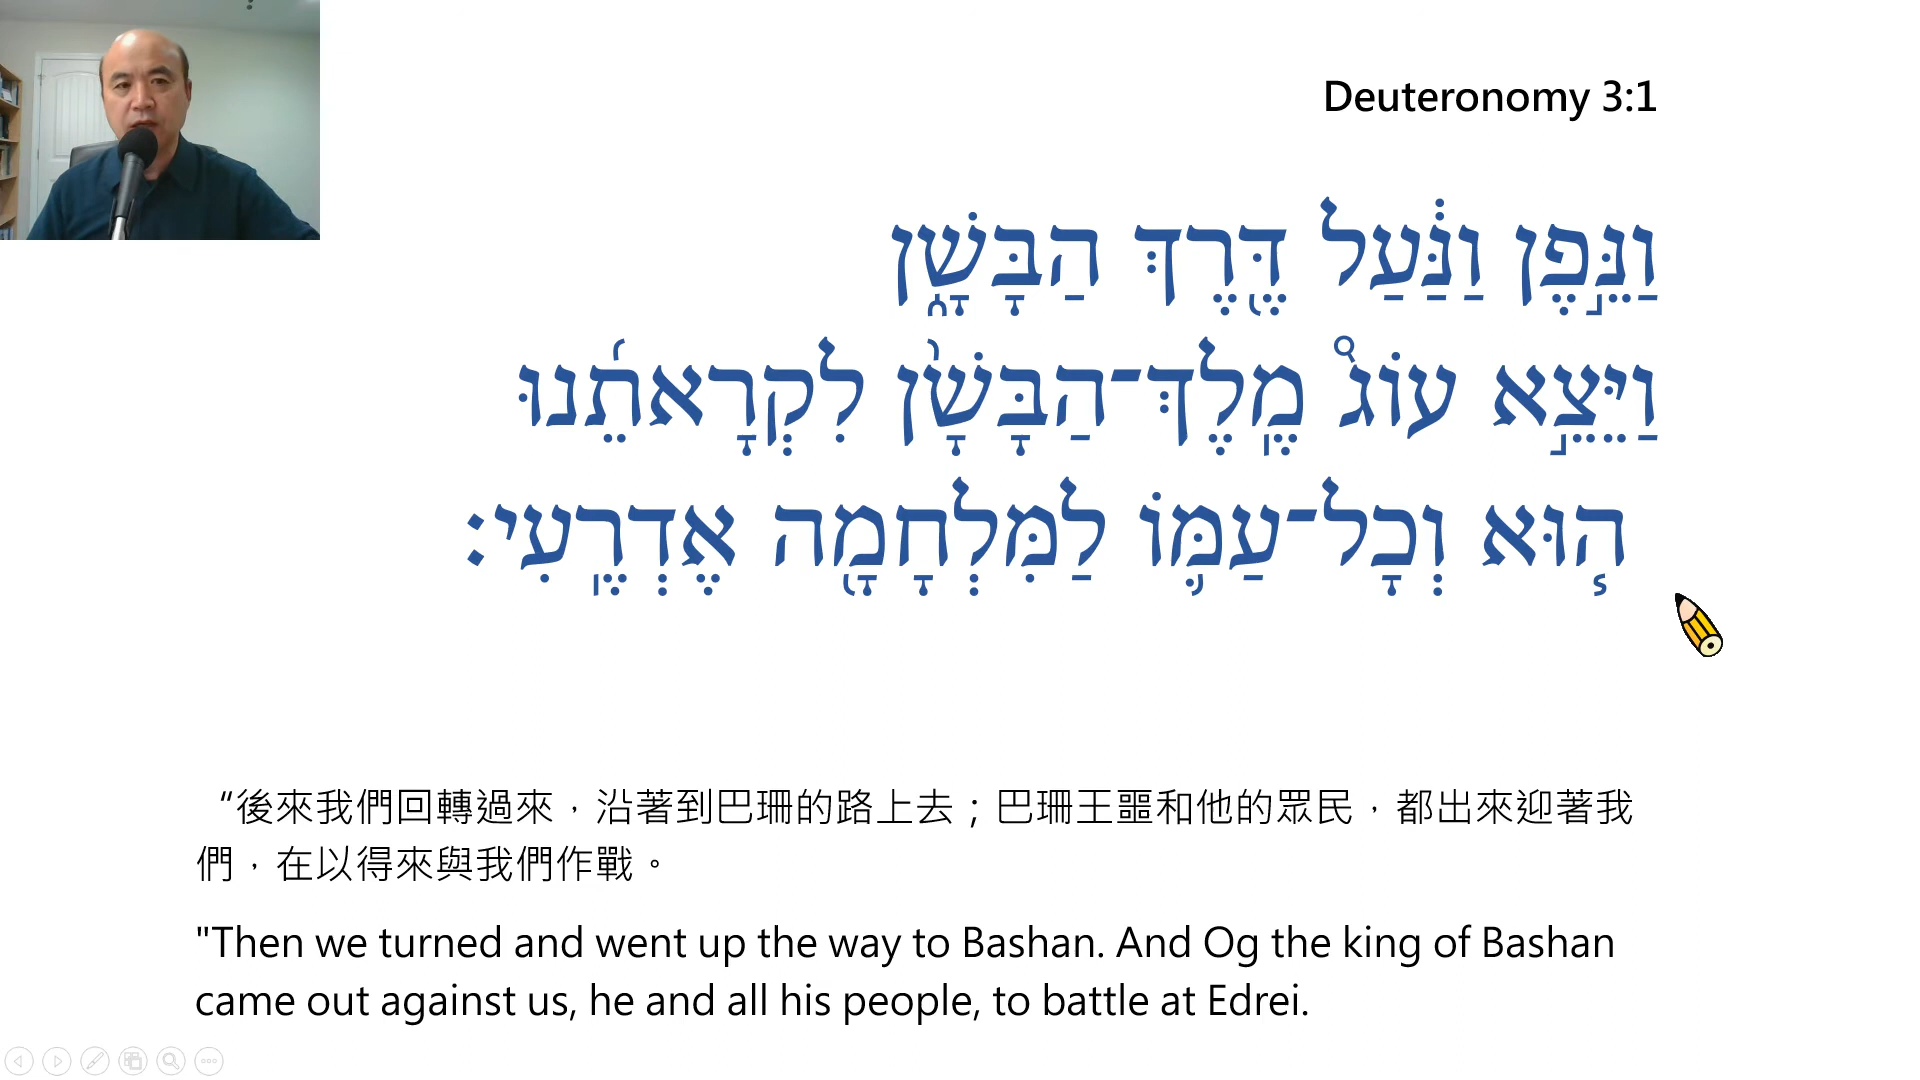 Deuteronomy 3:1
וַנֵּ֣פֶן וַנַּ֔עַל דֶּ֖רֶךְ הַבָּשָׁ֑ן
וַיֵּצֵ֣א עוֹג֩ מֶֽלֶךְ־הַבָּשָׁ֨ן לִקְרָאתֵ֜נוּ
ה֧וּא וְכָל־עַמּ֛וֹ לַמִּלְחָמָ֖ה אֶדְרֶֽעִי׃
“後來我們回轉過來，沿著到巴珊的路上去；巴珊王噩和他的眾民，都出來迎著我
們，在以得來與我們作戰。
"Then we turned and went up the way to Bashan. And Og the king of Bashan
came out against us, he and all his people, to battle at Edrei.